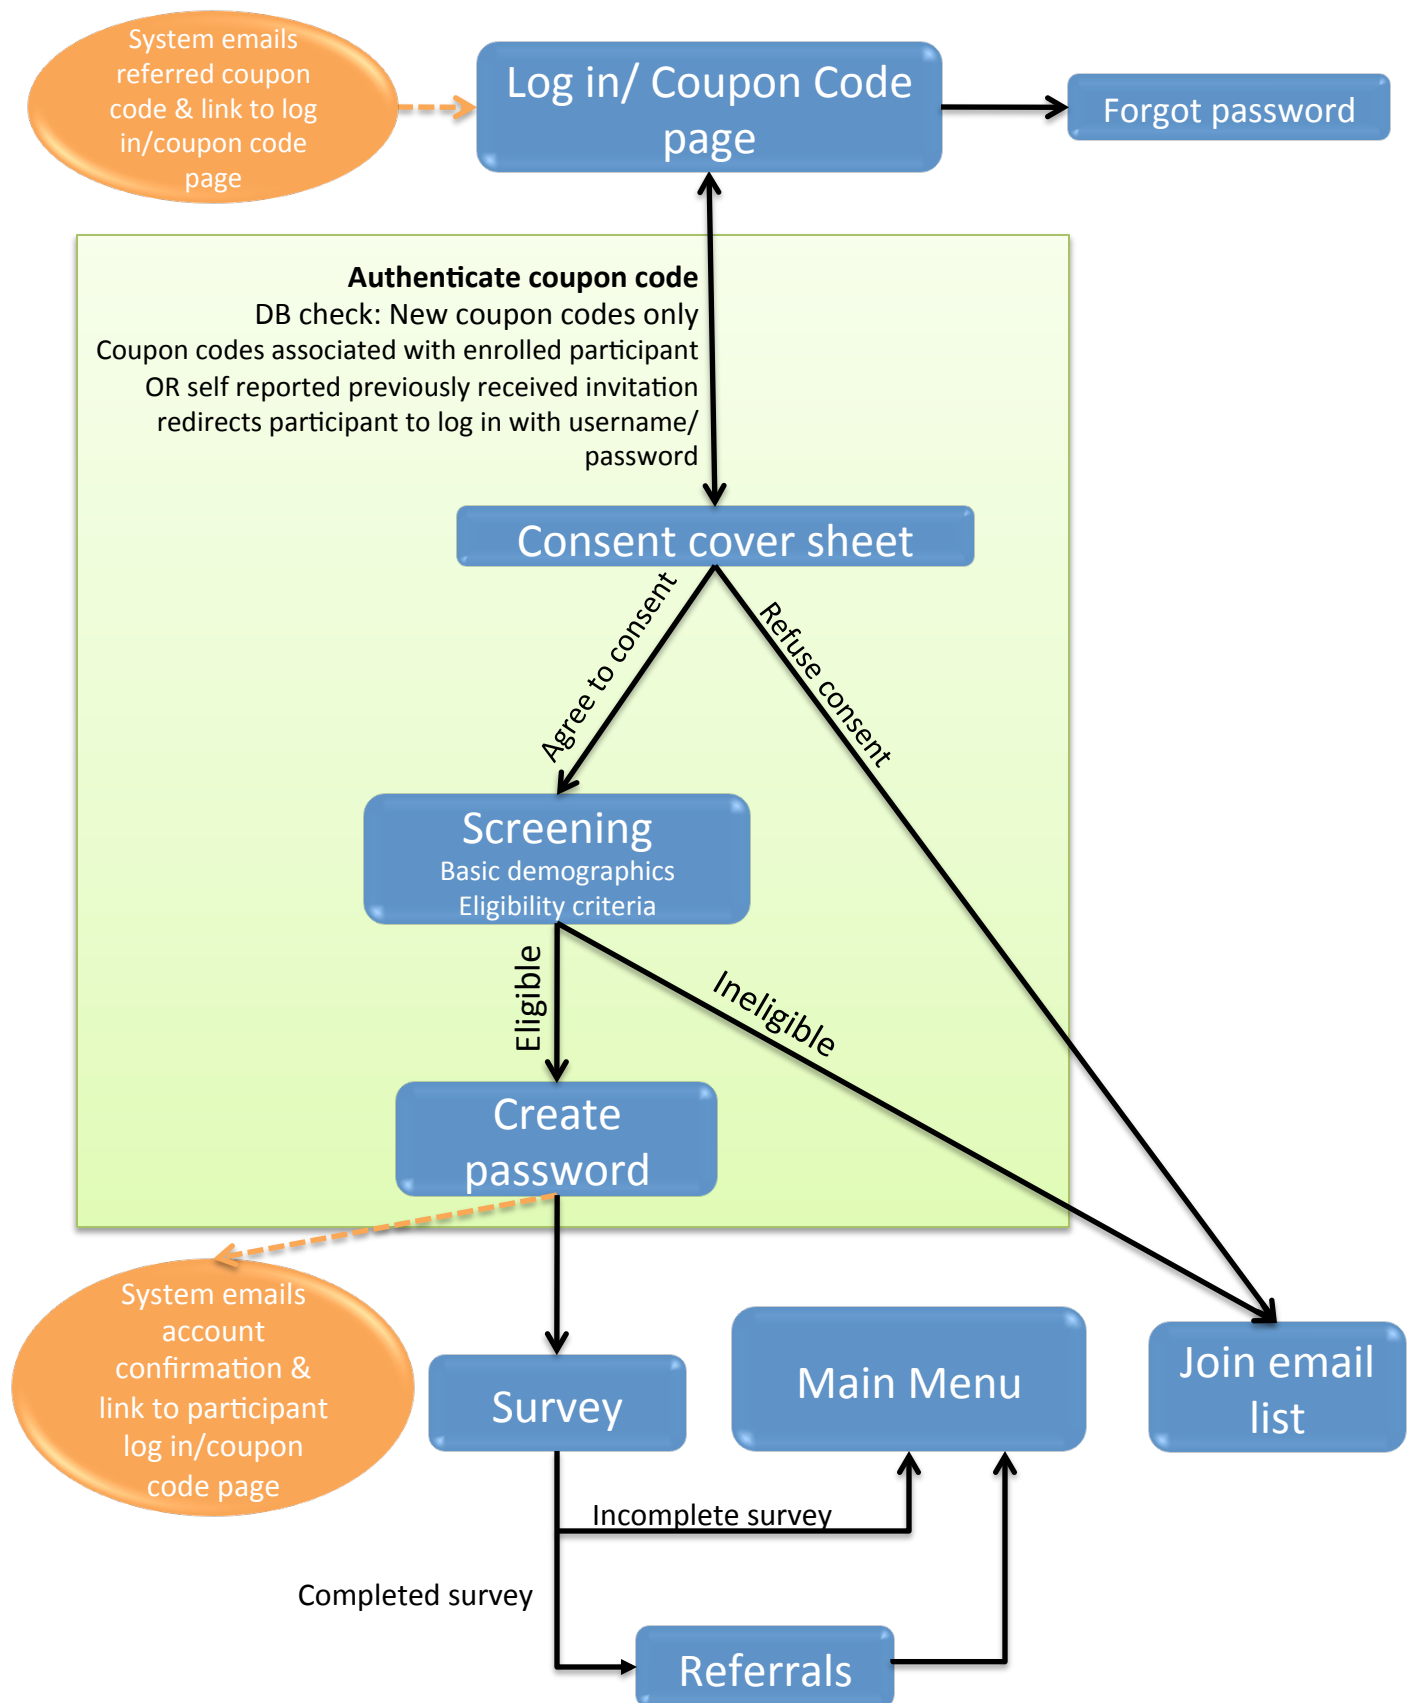 System emails
referred coupon
code & link to log
in/coupon code
page
Log in/ Coupon Code
page
Forgot password
Authenticate coupon code
DB check: New coupon codes only
Coupon codes associated with enrolled participant
OR self reported previously received invitation
redirects participant to log in with username/
password
Consent cover sheet
Agree to consent
Refuse consent
Screening
Basic demographics
Eligibility criteria
Eligible
Ineligible
Create
password
System emails
account
confirmation &
link to participant
log in/coupon
code page
Survey
Main Menu
Join email
list
Incomplete survey
Completed survey
Referrals